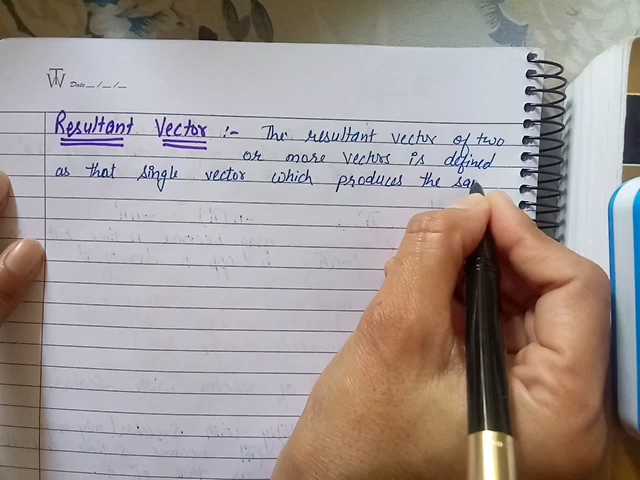 Date_/_/_
Resultant Vector :- The resultant vector of two
or more vectors is defined
as that single vector which produces the sa